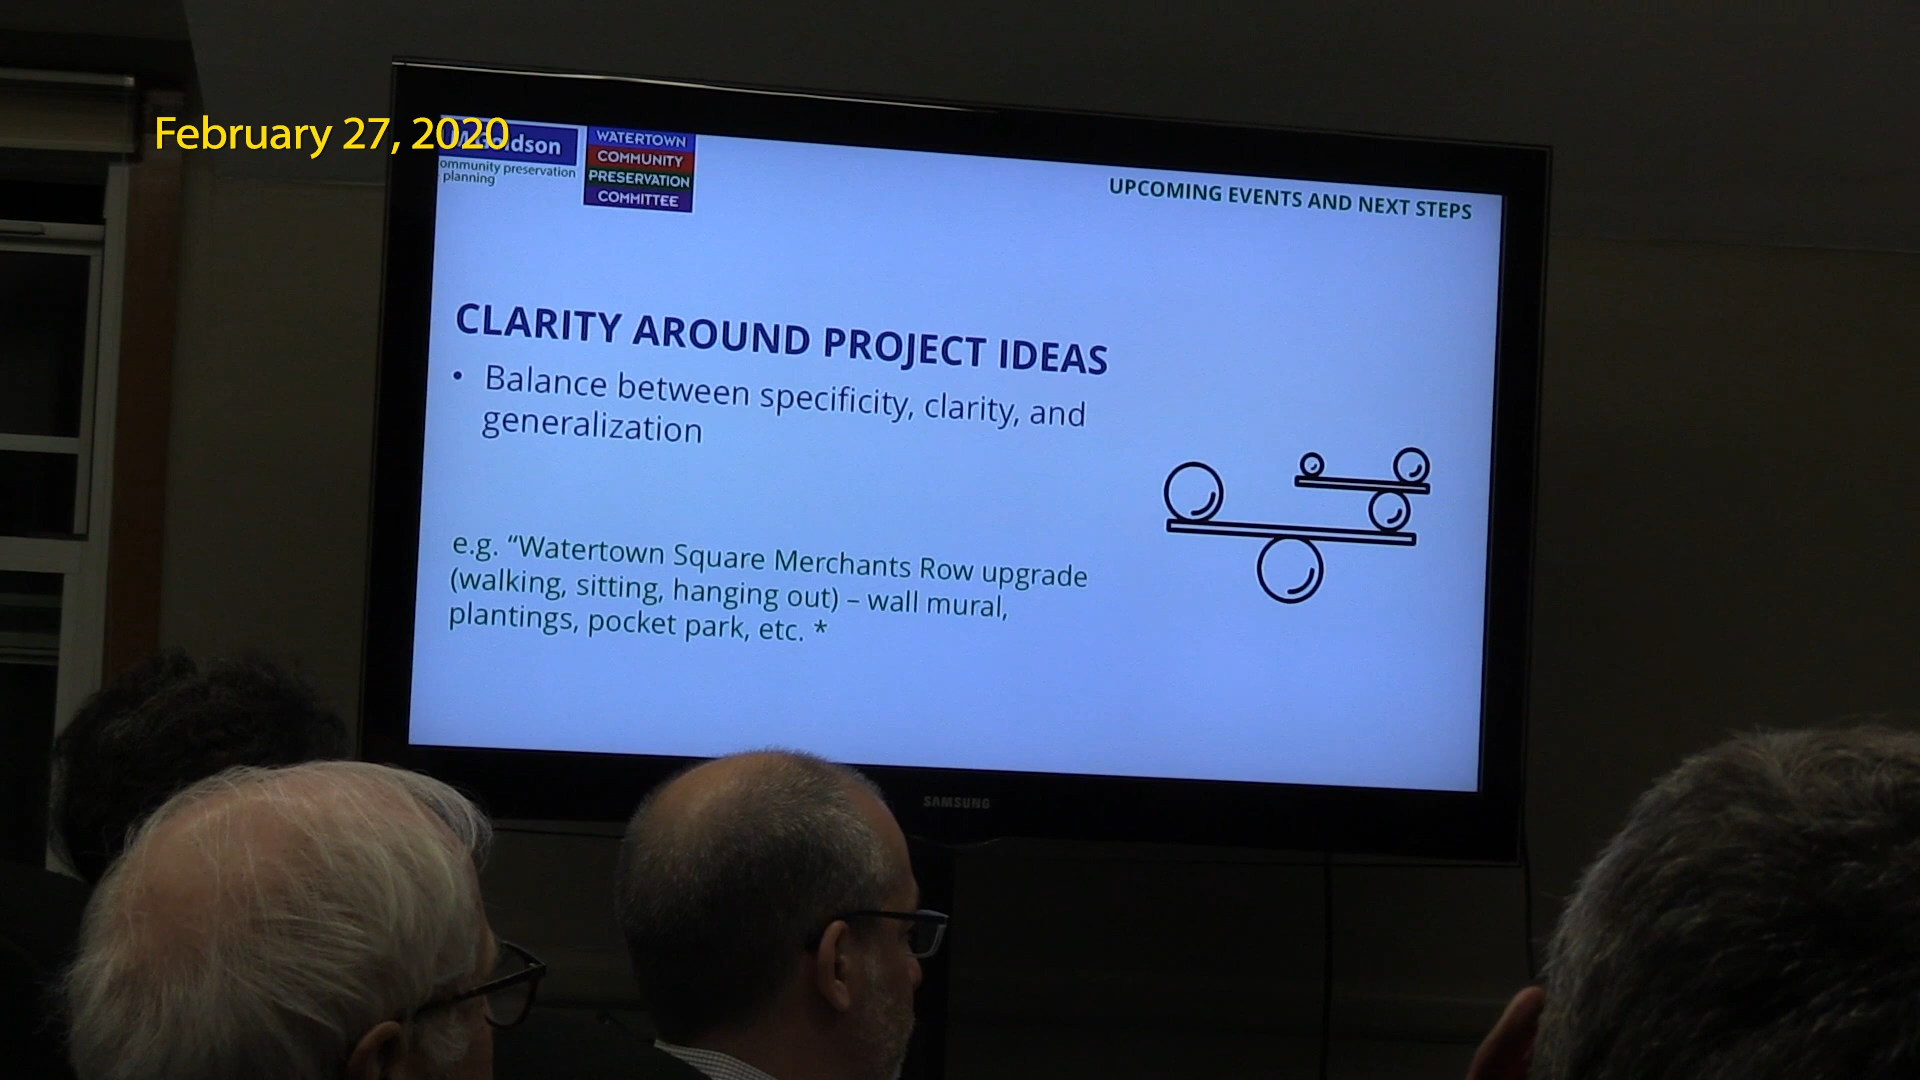 February 27, 2020
ldson
ommunity preservation
planning
WATERTOWN
COMMUNITY
PRESERVATION
COMMITTEE
UPCOMING EVENTS AND NEXT STEPS
CLARITY AROUND PROJECT IDEAS
• Balance between specificity, clarity, and
generalization
e.g. “Watertown Square Merchants Row upgrade
(walking, sitting, hanging out) – wall mural,
plantings, pocket park, etc. *
SAMSUNG